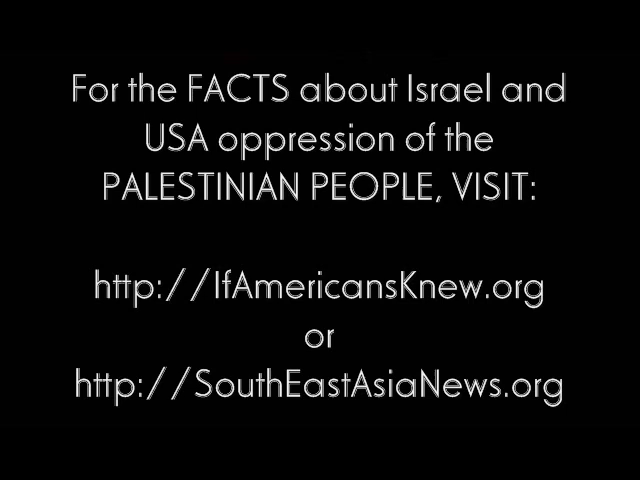 For the FACTS about Israel and
USA oppression of the
PALESTINIAN PEOPLE, VISIT:
http://IfAmericansKnew.org
or
http://SouthEastAsiaNews.org